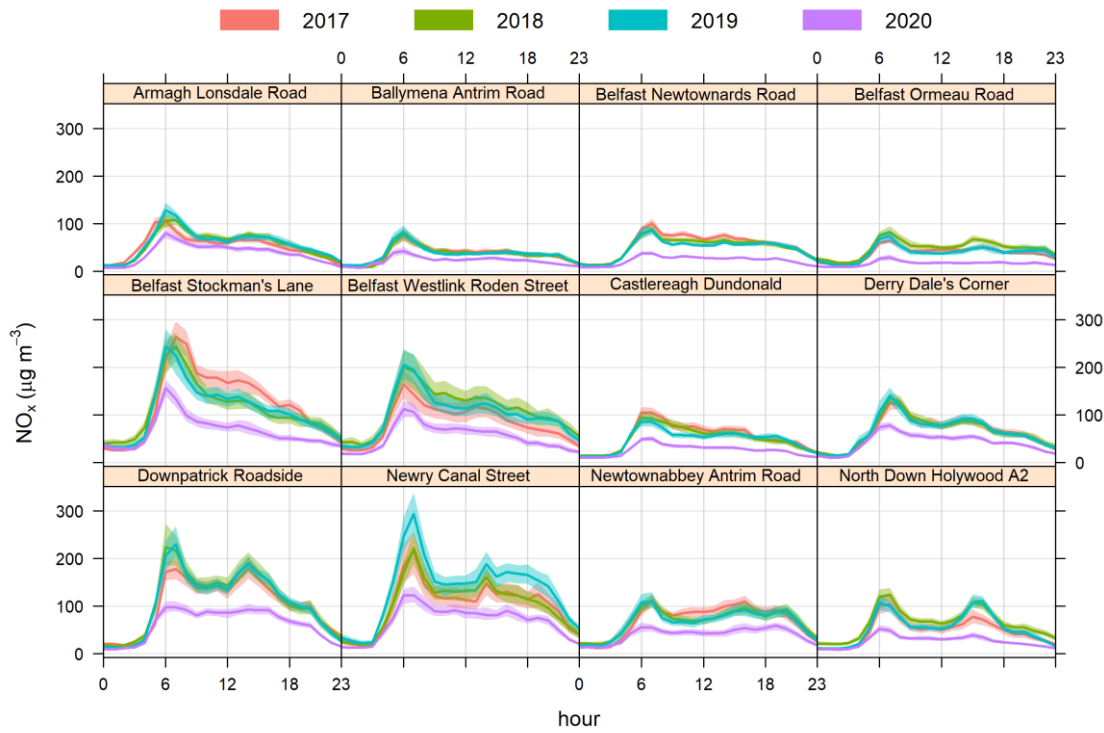 2017 2018 2019 2020
0 6 12 18 23 0 6 12 18 23
Armagh Lonsdale Road Ballymena Antrim Road Belfast Newtownards Road Belfast Ormeau Road
300
200
100
0
Belfast Stockman's Lane Belfast Westlink Roden Street Castlereagh Dundonald Derry Dale's Corner
300
200
100
0
NOx (μg m⁻³)
Downpatrick Roadside Newry Canal Street Newtownabbey Antrim Road North Down Holywood A2
300
200
100
0
0 6 12 18 23 0 6 12 18 23
hour